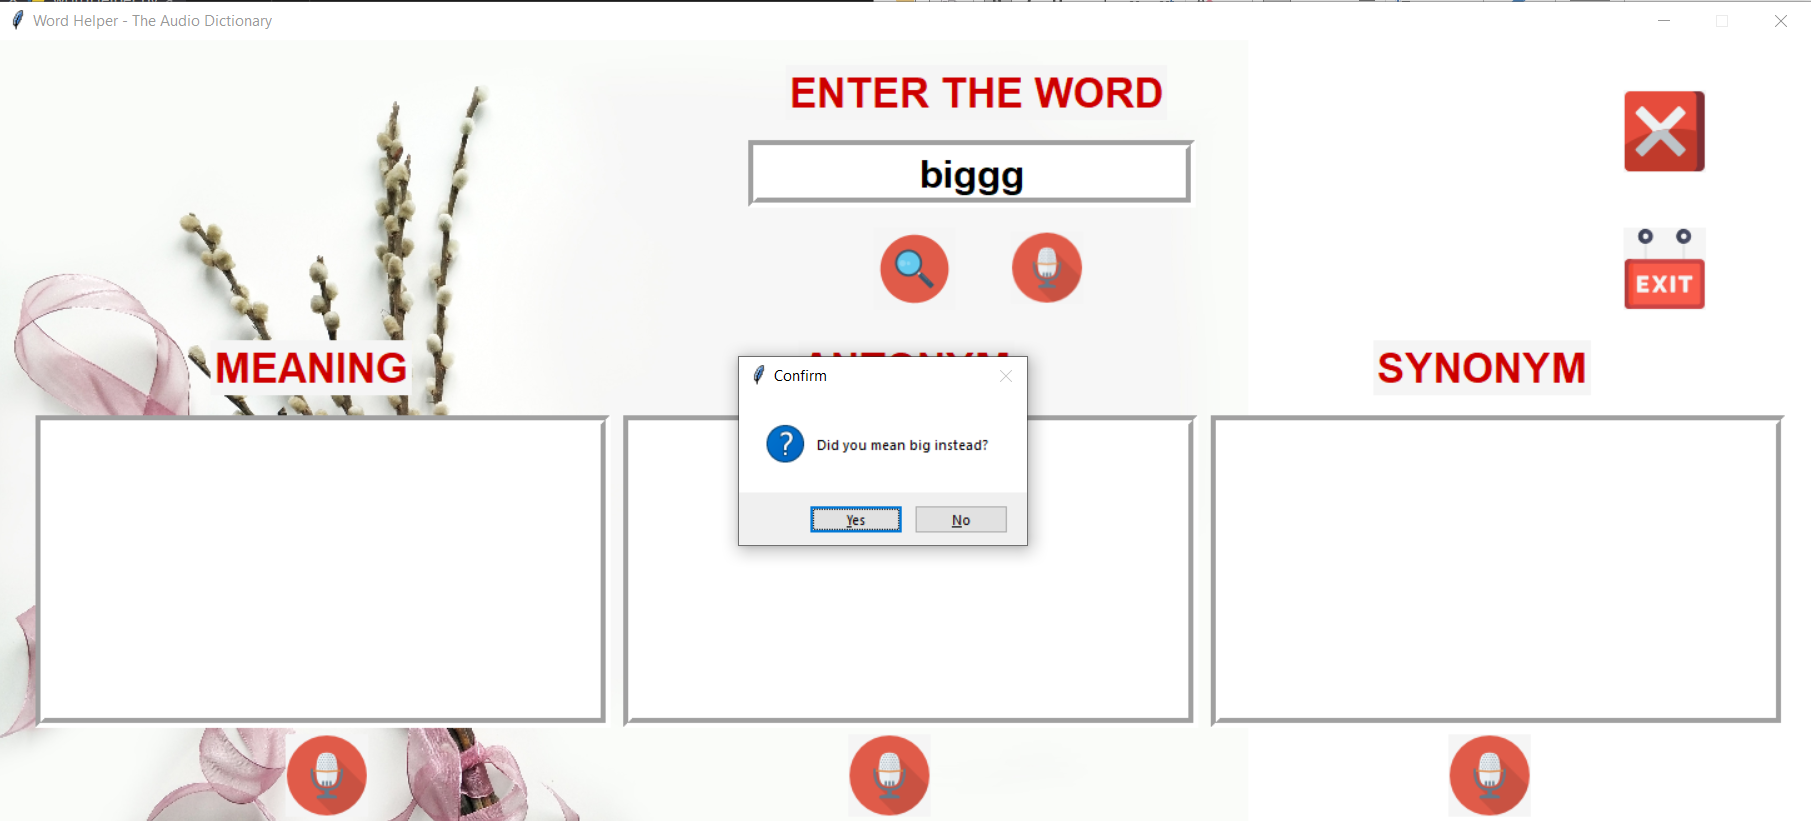 Word Helper - The Audio Dictionary
ENTER THE WORD
biggg
EXIT
MEANING
ANTONYM
SYNONYM
Confirm
Did you mean big instead?
Yes
No